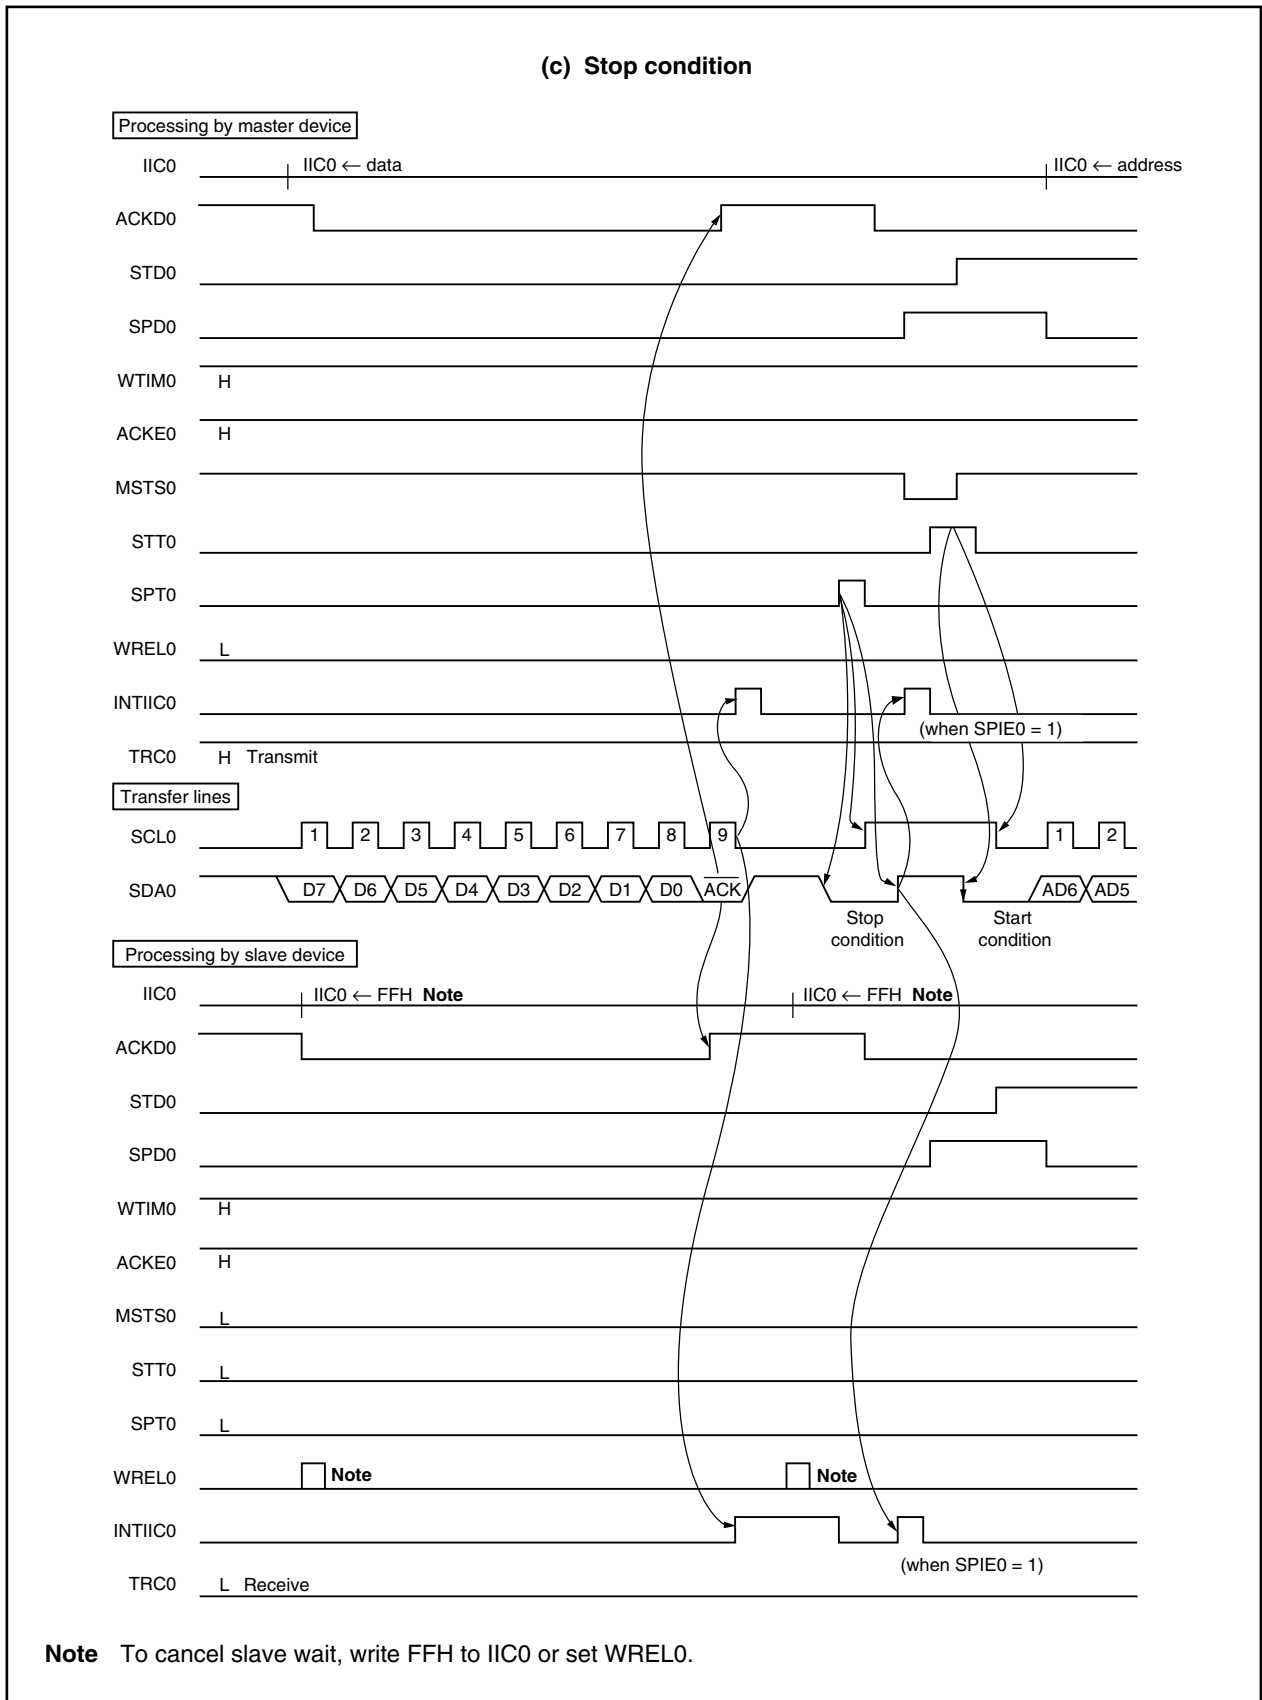 (c) Stop condition
Processing by master device
IIC0 IIC0 ← data IIC0 ← address
ACKD0
STD0
SPD0
WTIM0 H
ACKE0 H
MSTS0
STT0
SPT0
WREL0 L
INTIIC0
(when SPIE0 = 1)
TRC0 H Transmit
Transfer lines
SCL0 1 2 3 4 5 6 7 8 9 1 2
SDA0 D7 D6 D5 D4 D3 D2 D1 D0 ACK AD6 AD5
Stop condition
Start condition
Processing by slave device
IIC0 IIC0 ← FFH Note IIC0 ← FFH Note
ACKD0
STD0
SPD0
WTIM0 H
ACKE0 H
MSTS0 L
STT0 L
SPT0 L
WREL0 Note Note
INTIIC0
(when SPIE0 = 1)
TRC0 L Receive
Note To cancel slave wait, write FFH to IIC0 or set WREL0.